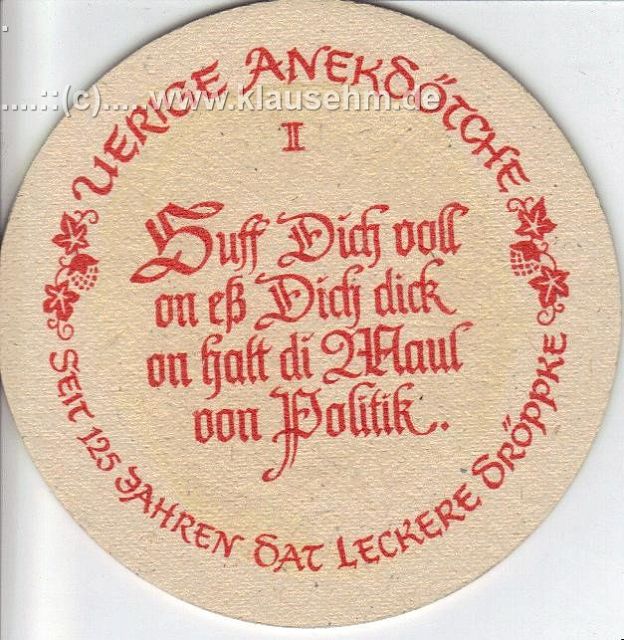 .....::(c).....www.klausehm.de
UERIGE ANEKDÖTCHE
II
Suff Dich voll
on eß Dich dick
on halt di Maul
von Politik.
SEIT 125 JAHREN DAT LECKERE DRÖPPKE